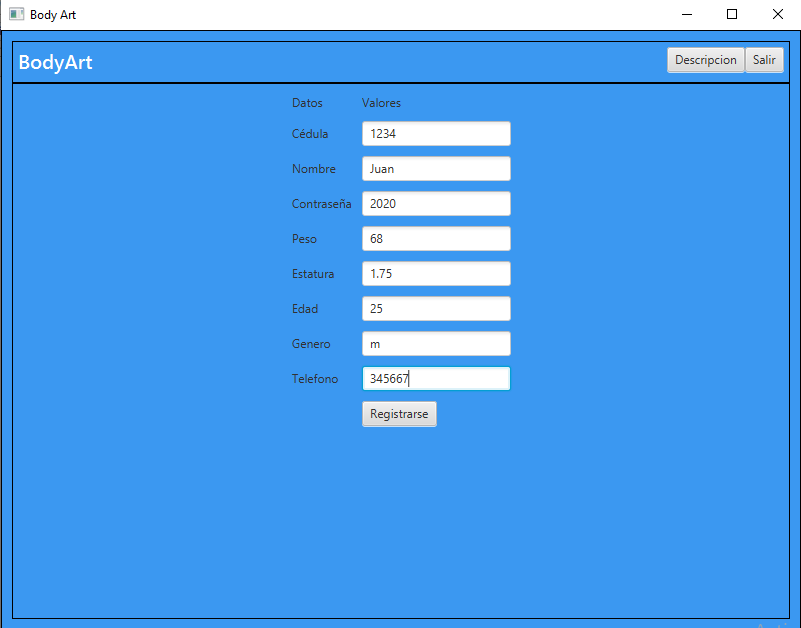 Body Art
BodyArt
Descripcion Salir
Datos Valores
Cédula 1234
Nombre Juan
Contraseña 2020
Peso 68
Estatura 1.75
Edad 25
Genero m
Telefono 345667
Registrarse